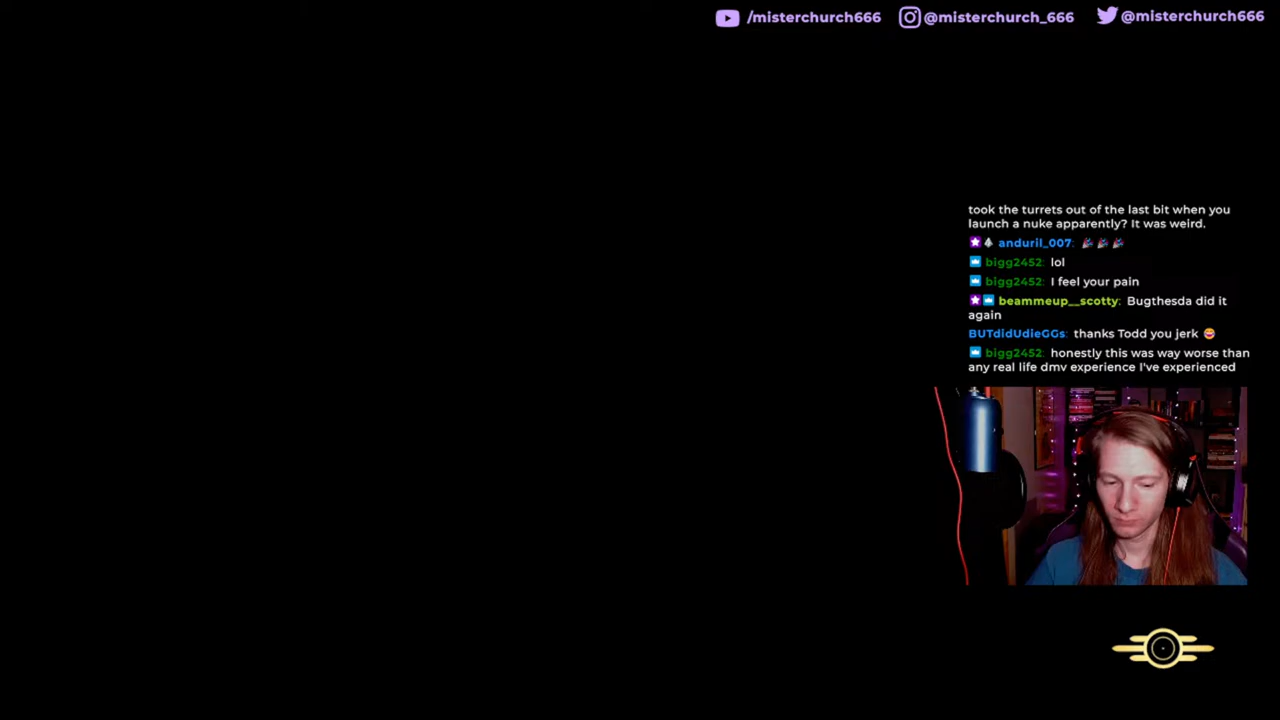 /misterchurch666 @misterchurch_666 @misterchurch666
took the turrets out of the last bit when you
launch a nuke apparently? It was weird.
anduril_007: 🎉 🎉 🎉
bigg2452: lol
bigg2452: I feel your pain
beammeup__scotty: Bugthesda did it
again
BUTdidUdieGGs: thanks Todd you jerk 😂
bigg2452: honestly this was way worse than
any real life dmv experience I've experienced